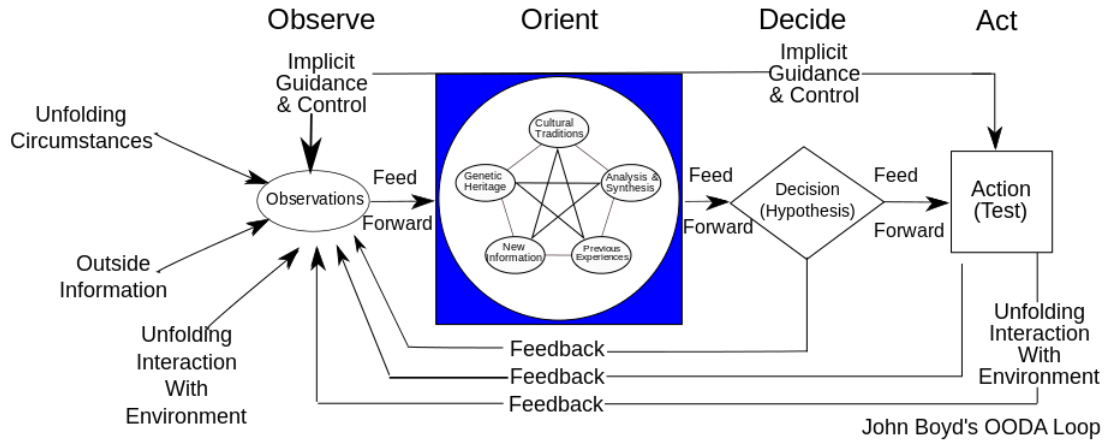 Observe
Orient
Decide
Act
Implicit
Guidance
& Control
Implicit
Guidance
& Control
Unfolding
Circumstances
Observations
Outside
Information
Unfolding
Interaction
With
Environment
Feed
Forward
Cultural
Traditions
Genetic
Heritage
Analysis &
Synthesis
New
Information
Previous
Experiences
Feed
Forward
Decision
(Hypothesis)
Feed
Forward
Action
(Test)
Unfolding
Interaction
With
Environment
Feedback
Feedback
Feedback
John Boyd's OODA Loop